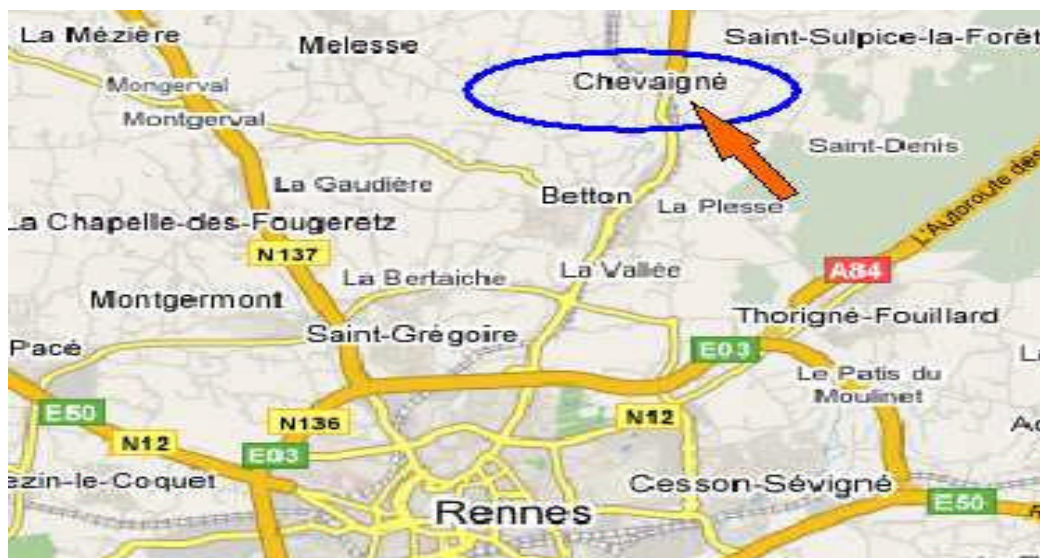 La Mézière
Melesse
Saint-Sulpice-la-Forêt
Chevaigné
Mongerval
Montgerval
Saint-Denis
La Gaudière
Betton
La Plesse
La Chapelle-des-Fougeretz
L'Autoroute des
N137
La Bertaiche
La Vallée
A84
Montgermont
Saint-Grégoire
Thorigné-Fouillard
Pacé
E03
Le Patis du
Moulinet
E50
N136
N12
N12
E03
ezin-le-Coquet
Cesson-Sévigné
E50
Rennes